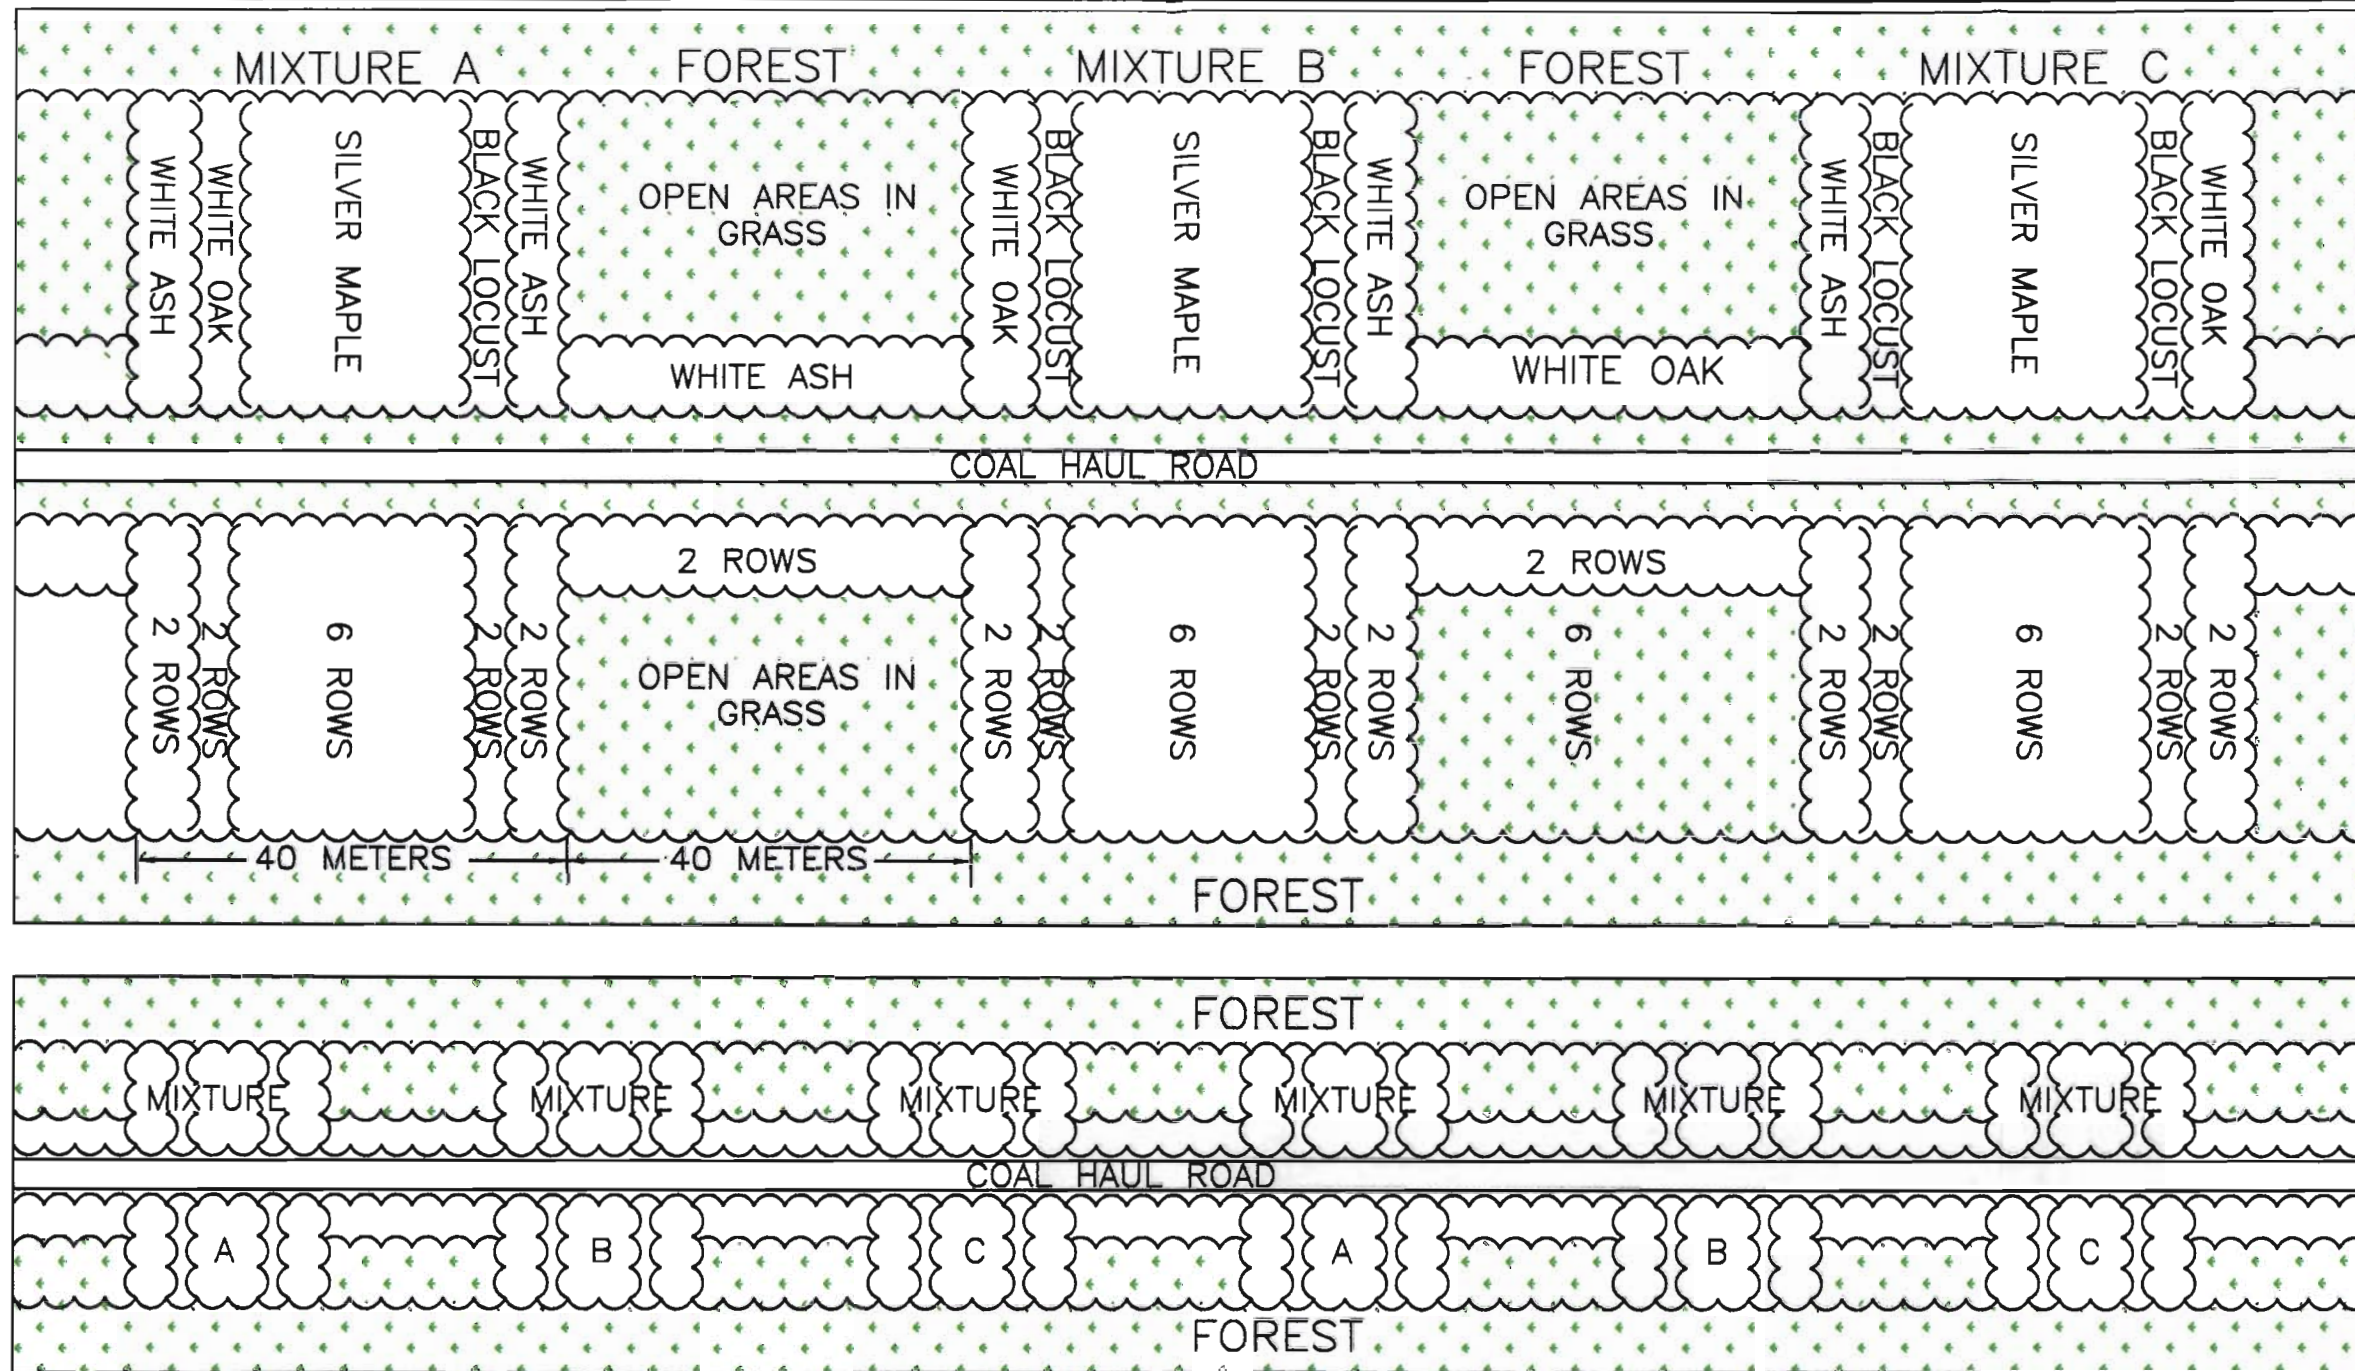 MIXTURE A FOREST MIXTURE B FOREST MIXTURE C
WHITE ASH
WHITE OAK
SILVER MAPLE
BLACK LOCUST
WHITE ASH
OPEN AREAS IN
GRASS
WHITE ASH
WHITE OAK
BLACK LOCUST
SILVER MAPLE
BLACK LOCUST
WHITE ASH
OPEN AREAS IN
GRASS
WHITE OAK
WHITE ASH
BLACK LOCUST
SILVER MAPLE
BLACK LOCUST
WHITE OAK
COAL HAUL ROAD
2 ROWS
2 ROWS
6 ROWS
2 ROWS
2 ROWS
2 ROWS
OPEN AREAS IN
GRASS
2 ROWS
2 ROWS
6 ROWS
2 ROWS
2 ROWS
2 ROWS
6 ROWS
2 ROWS
2 ROWS
6 ROWS
2 ROWS
2 ROWS
40 METERS 40 METERS
FOREST
FOREST
MIXTURE MIXTURE MIXTURE MIXTURE MIXTURE MIXTURE
COAL HAUL ROAD
A B C A B C
FOREST